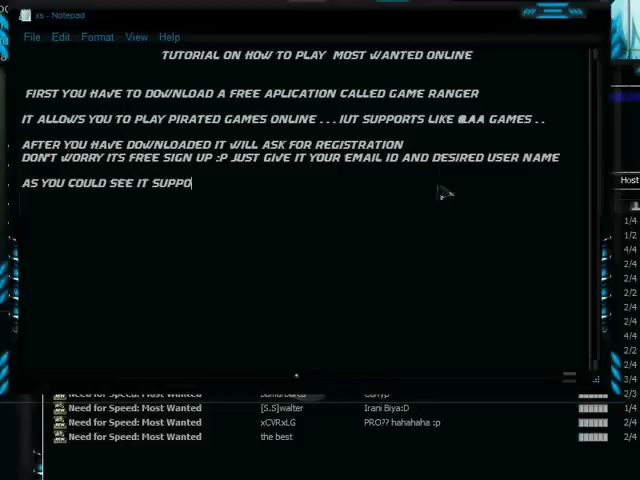 xs - Notepad
File Edit Format View Help
TUTORIAL ON HOW TO PLAY MOST WANTED ONLINE
FIRST YOU HAVE TO DOWNLOAD A FREE APLICATION CALLED GAME RANGER
IT ALLOWS YOU TO PLAY PIRATED GAMES ONLINE . . . IUT SUPPORTS LIKE GAMES . .
AFTER YOU HAVE DOWNLOADED IT WILL ASK FOR REGISTRATION
DON'T WORRY ITS FREE SIGN UP :P JUST GIVE IT YOUR EMAIL ID AND DESIRED USER NAME
AS YOU COULD SEE IT SUPPO
Host
1/4
1/2
4/4
2/4
2/4
2/2
2/4
2/4
4/4
2/2
3/4
2/3
Need for Speed: Most Wanted
Need for Speed: Most Wanted [S.S]walter Irani Biya:D 1/4
Need for Speed: Most Wanted xCVRxLG PRO?? hahahaha :p 2/4
Need for Speed: Most Wanted the best 2/4